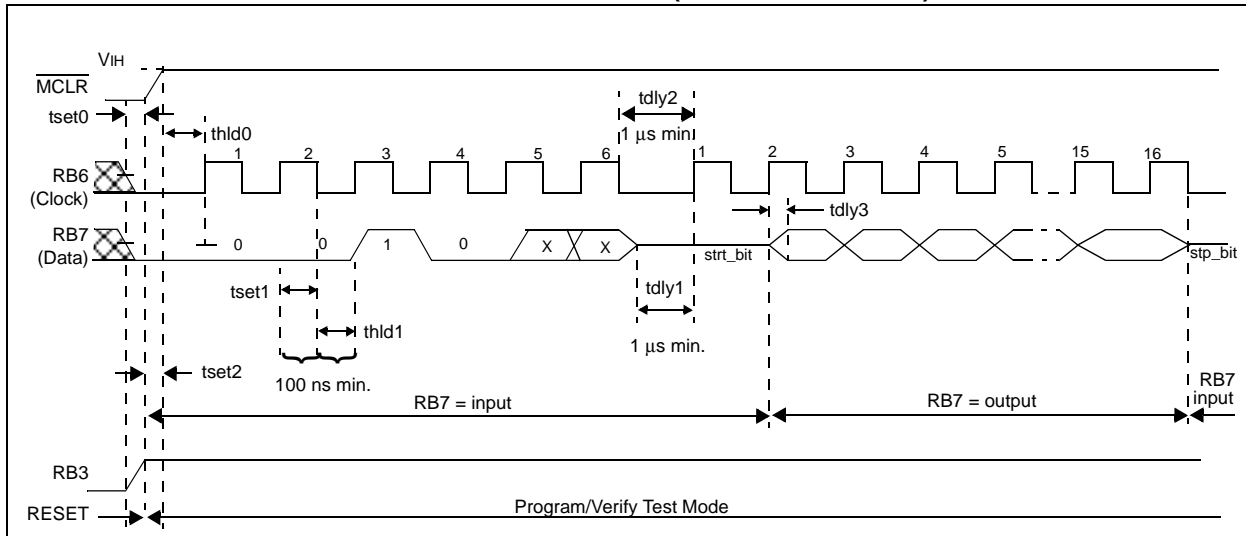 VIH
MCLR
tset0
thld0
tdly2
1 µs min.
RB6
(Clock)
1 2 3 4 5 6 1 2 3 4 5 15 16
tdly3
RB7
(Data)
0 0 1 0 X X strt_bit stp_bit
tset1
tdly1
thld1
1 µs min.
tset2
100 ns min.
RB7 = input
RB7 = output
RB7
input
RB3
RESET
Program/Verify Test Mode